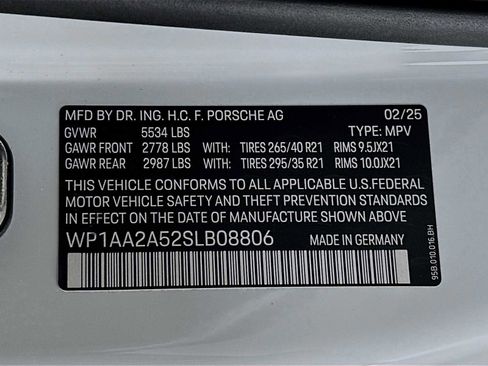 MFD BY DR. ING. H.C. F. PORSCHE AG 02/25
GVWR 5534 LBS TYPE: MPV
GAWR FRONT 2778 LBS WITH: TIRES 265/40 R21 RIMS 9.5JX21
GAWR REAR 2987 LBS WITH: TIRES 295/35 R21 RIMS 10.0JX21
THIS VEHICLE CONFORMS TO ALL APPLICABLE U.S.FEDERAL
MOTOR VEHICLE SAFETY AND THEFT PREVENTION STANDARDS
IN EFFECT ON THE DATE OF MANUFACTURE SHOWN ABOVE.
WP1AA2A52SLB08806 MADE IN GERMANY
95B.010.016.BH